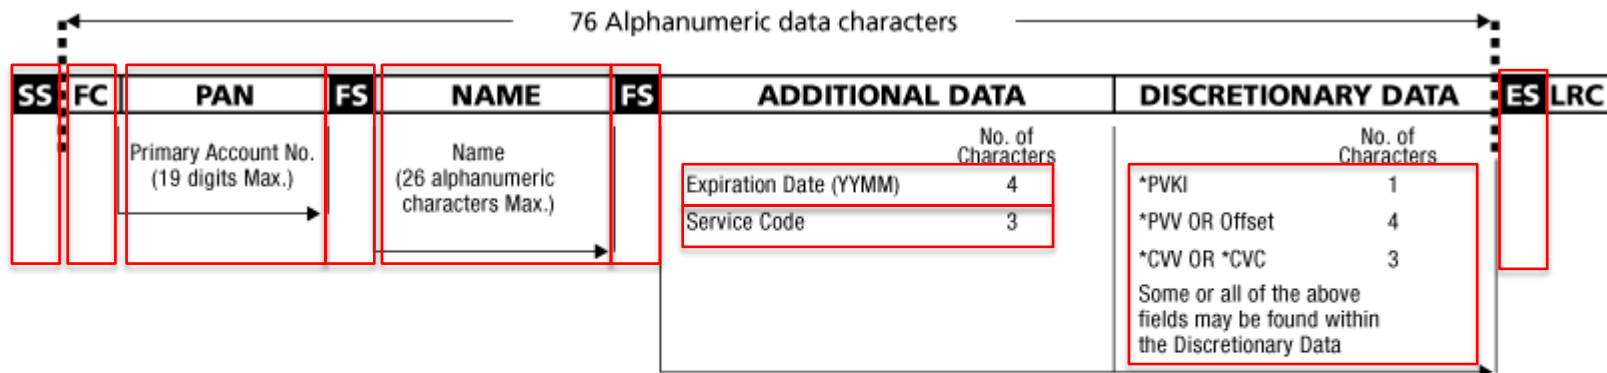 76 Alphanumeric data characters
SS FC PAN FS NAME FS ADDITIONAL DATA DISCRETIONARY DATA ES LRC
Primary Account No.
(19 digits Max.)
Name
(26 alphanumeric
characters Max.)
No. of
Characters
Expiration Date (YYMM) 4
Service Code 3
No. of
Characters
*PVKI 1
*PVV OR Offset 4
*CVV OR *CVC 3
Some or all of the above
fields may be found within
the Discretionary Data